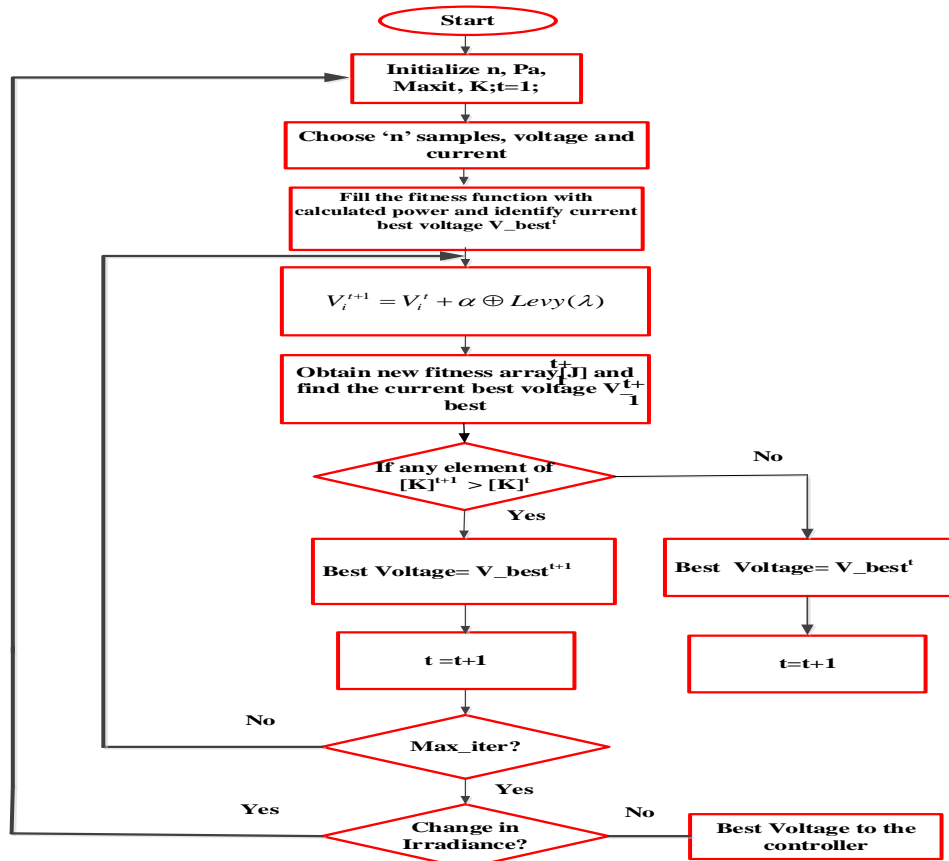 Start
Initialize n, Pa,
Maxit, K;t=1;
Choose ‘n’ samples, voltage and
current
Fill the fitness function with
calculated power and identify current
best voltage V_best^t
V_i^{t+1} = V_i^t + α ⊕ Levy(λ)
Obtain new fitness array[J]^{t+1} and
find the current best voltage V_^{t+1}
best
If any element of
[K]^{t+1} > [K]^t
No
Yes
Best Voltage= V_best^{t+1}
Best Voltage= V_best^t
t =t+1
t=t+1
No
Max_iter?
Yes
Yes
Change in
Irradiance?
No
Best Voltage to the
controller